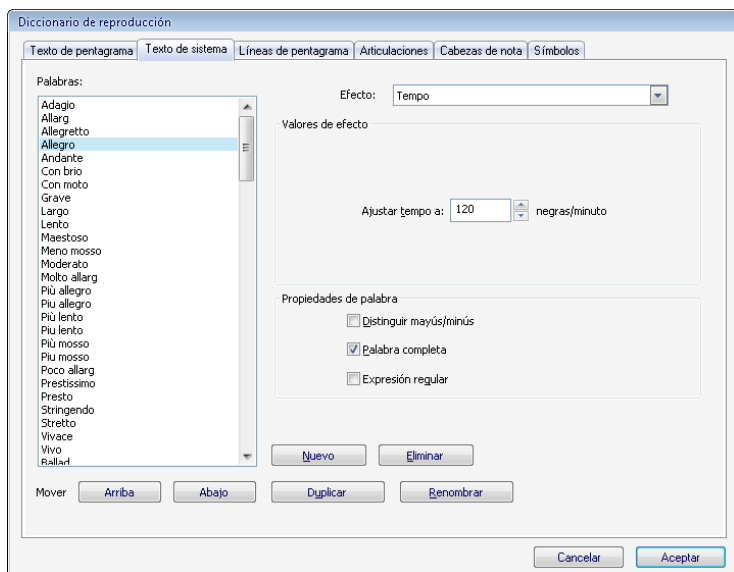 Diccionario de reproducción
Texto de pentagrama Texto de sistema Líneas de pentagrama Articulaciones Cabezas de nota Símbolos
Palabras:
Adagio
Allarg
Allegretto
Allegro
Andante
Con brio
Con moto
Grave
Largo
Lento
Maestoso
Meno mosso
Moderato
Molto allarg
Più allegro
Piu allegro
Più lento
Piu lento
Più mosso
Piu mosso
Poco allarg
Prestissimo
Presto
Stringendo
Stretto
Vivace
Vivo
Ballad
Efecto: Tempo
Valores de efecto
Ajustar tempo a: 120 negras/minuto
Propiedades de palabra
Distinguir mayús/minús
Palabra completa
Expresión regular
Nuevo Eliminar
Mover Arriba Abajo Duplicar Renombrar
Cancelar Aceptar